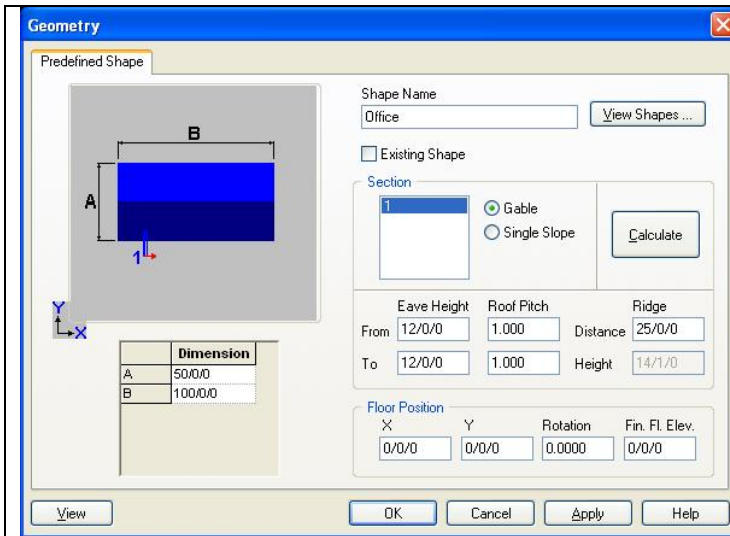 Geometry
Predefined Shape
B
A
1
Y
X
Dimension
A 50/0/0
B 100/0/0
Shape Name
Office
View Shapes ...
Existing Shape
Section
1
Gable
Single Slope
Calculate
Eave Height Roof Pitch Ridge
From 12/0/0 1.000 Distance 25/0/0
To 12/0/0 1.000 Height 14/1/0
Floor Position
X Y Rotation Fin. Fl. Elev.
0/0/0 0/0/0 0.0000 0/0/0
View OK Cancel Apply Help